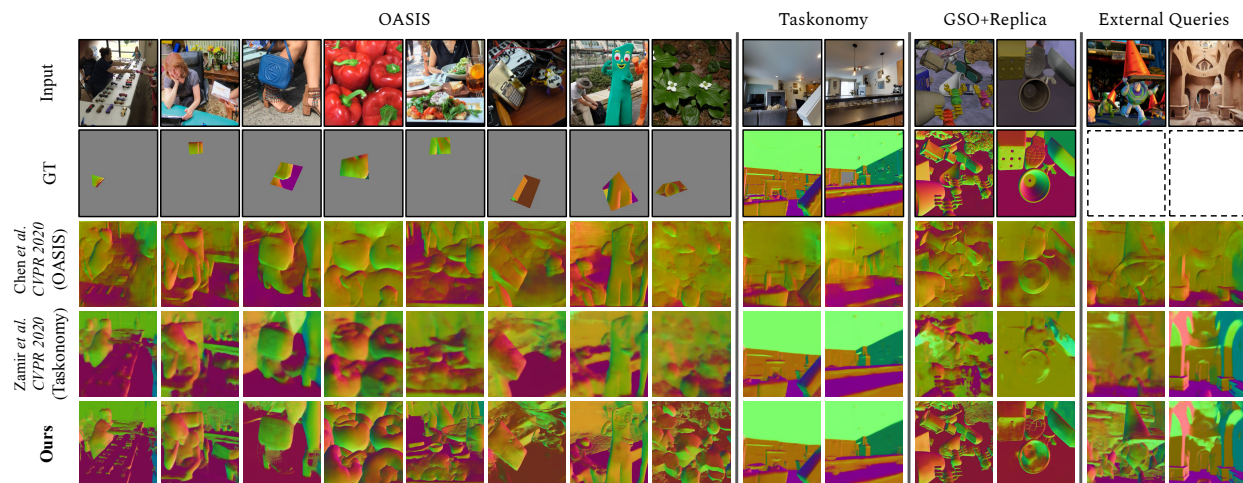 OASIS
Taskonomy
GSO+Replica
External Queries
Input
GT
Chen et al.
CVPR 2020
(OASIS)
Zamir et al.
CVPR 2020
(Taskonomy)
Ours